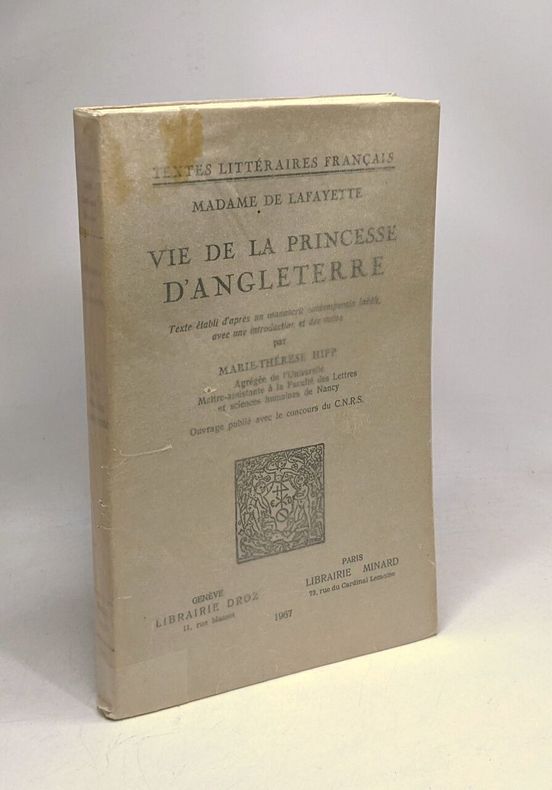 TEXTES LITTÉRAIRES FRANÇAIS
MADAME DE LAFAYETTE
VIE DE LA PRINCESSE
D'ANGLETERRE
Texte établi d'après un manuscrit contemporain inédit,
avec une introduction et des notes
par
MARIE-THÉRÈSE HIPP
Agrégée de l'Université
Maître-assistante à la Faculté des Lettres
et sciences humaines de Nancy
Ouvrage publié avec le concours du C.N.R.S.
GENÈVE
LIBRAIRIE DROZ
11, rue Massot
1967
PARIS
LIBRAIRIE MINARD
73, rue du Cardinal Lemoine